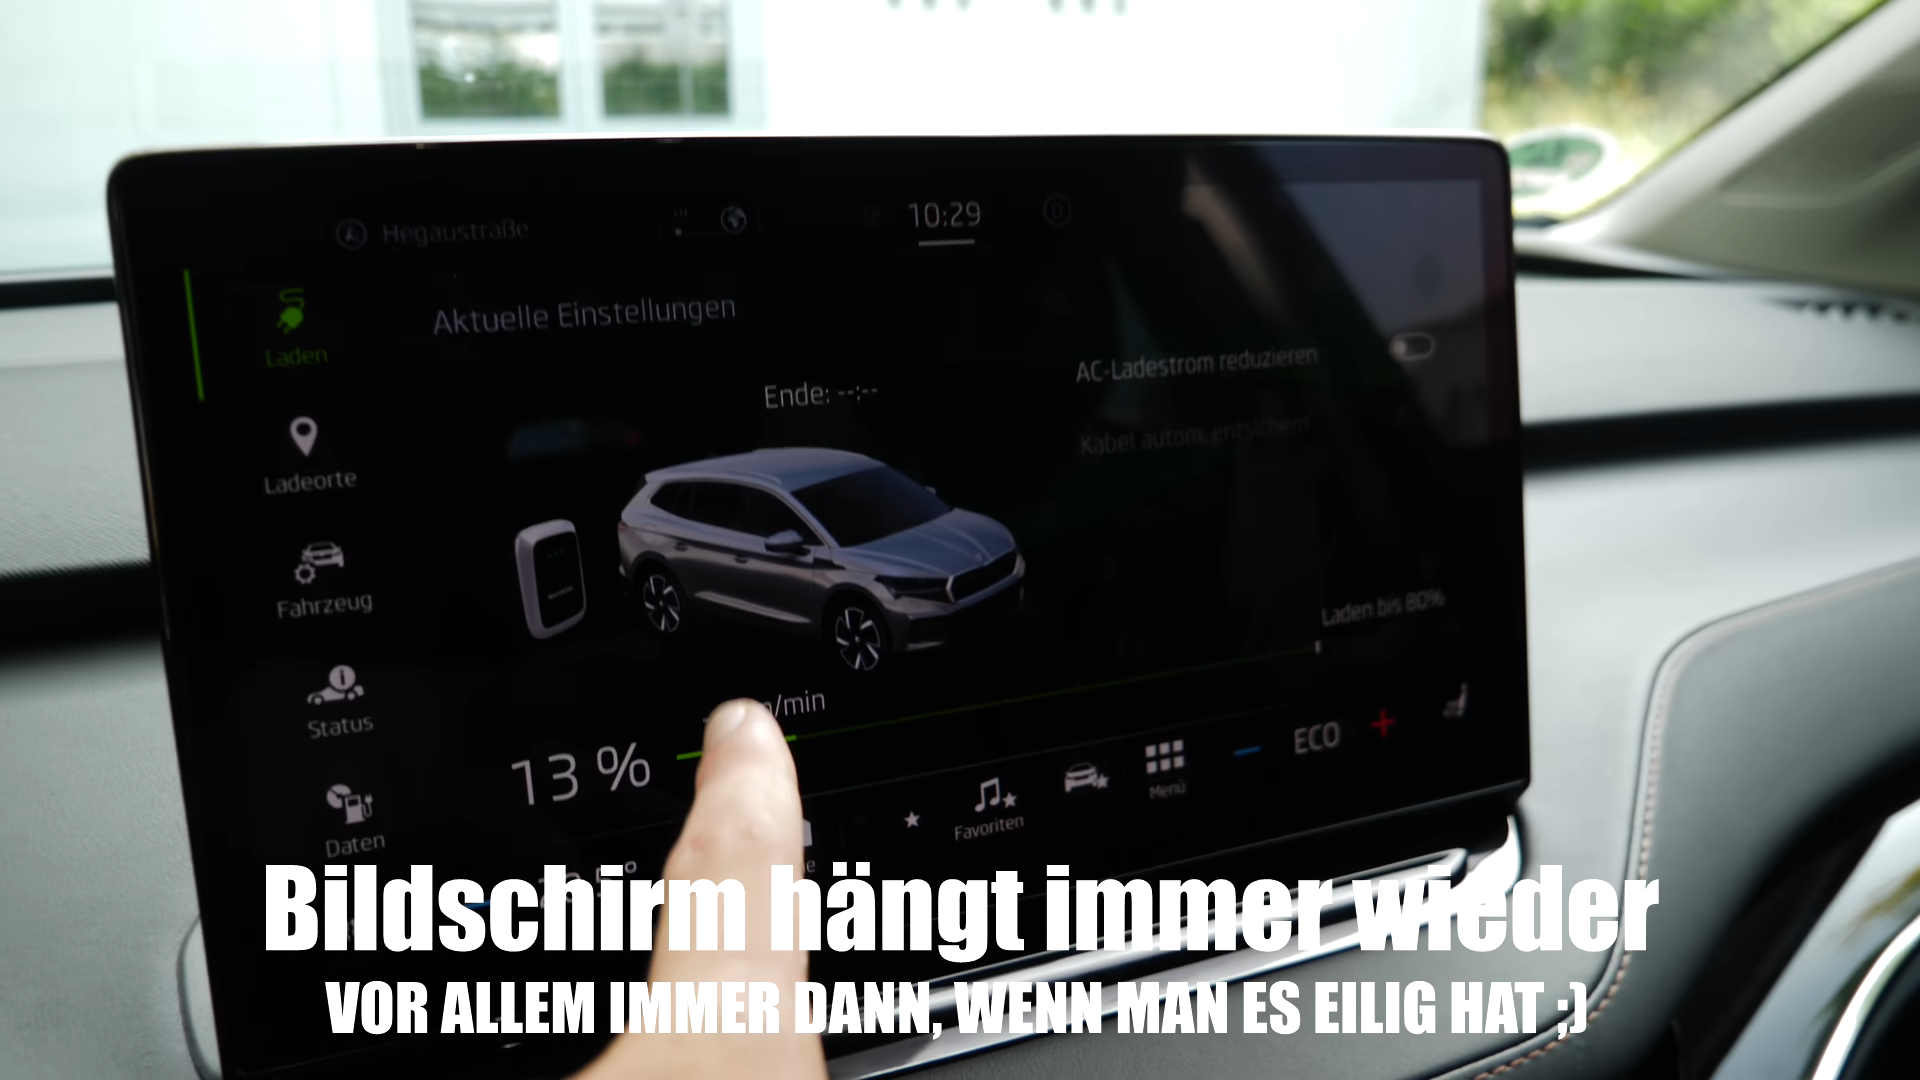 Hegaustraße
10:29
Laden
Aktuelle Einstellungen
Ende: --:--
AC-Ladestrom reduzieren
Kabel autom. entsichern
Ladeorte
Fahrzeug
Laden bis 80%
Status
/min
13 %
ECO
Menü
Favoriten
Daten
Bildschirm hängt immer wieder
VOR ALLEM IMMER DANN, WENN MAN ES EILIG HAT ;)